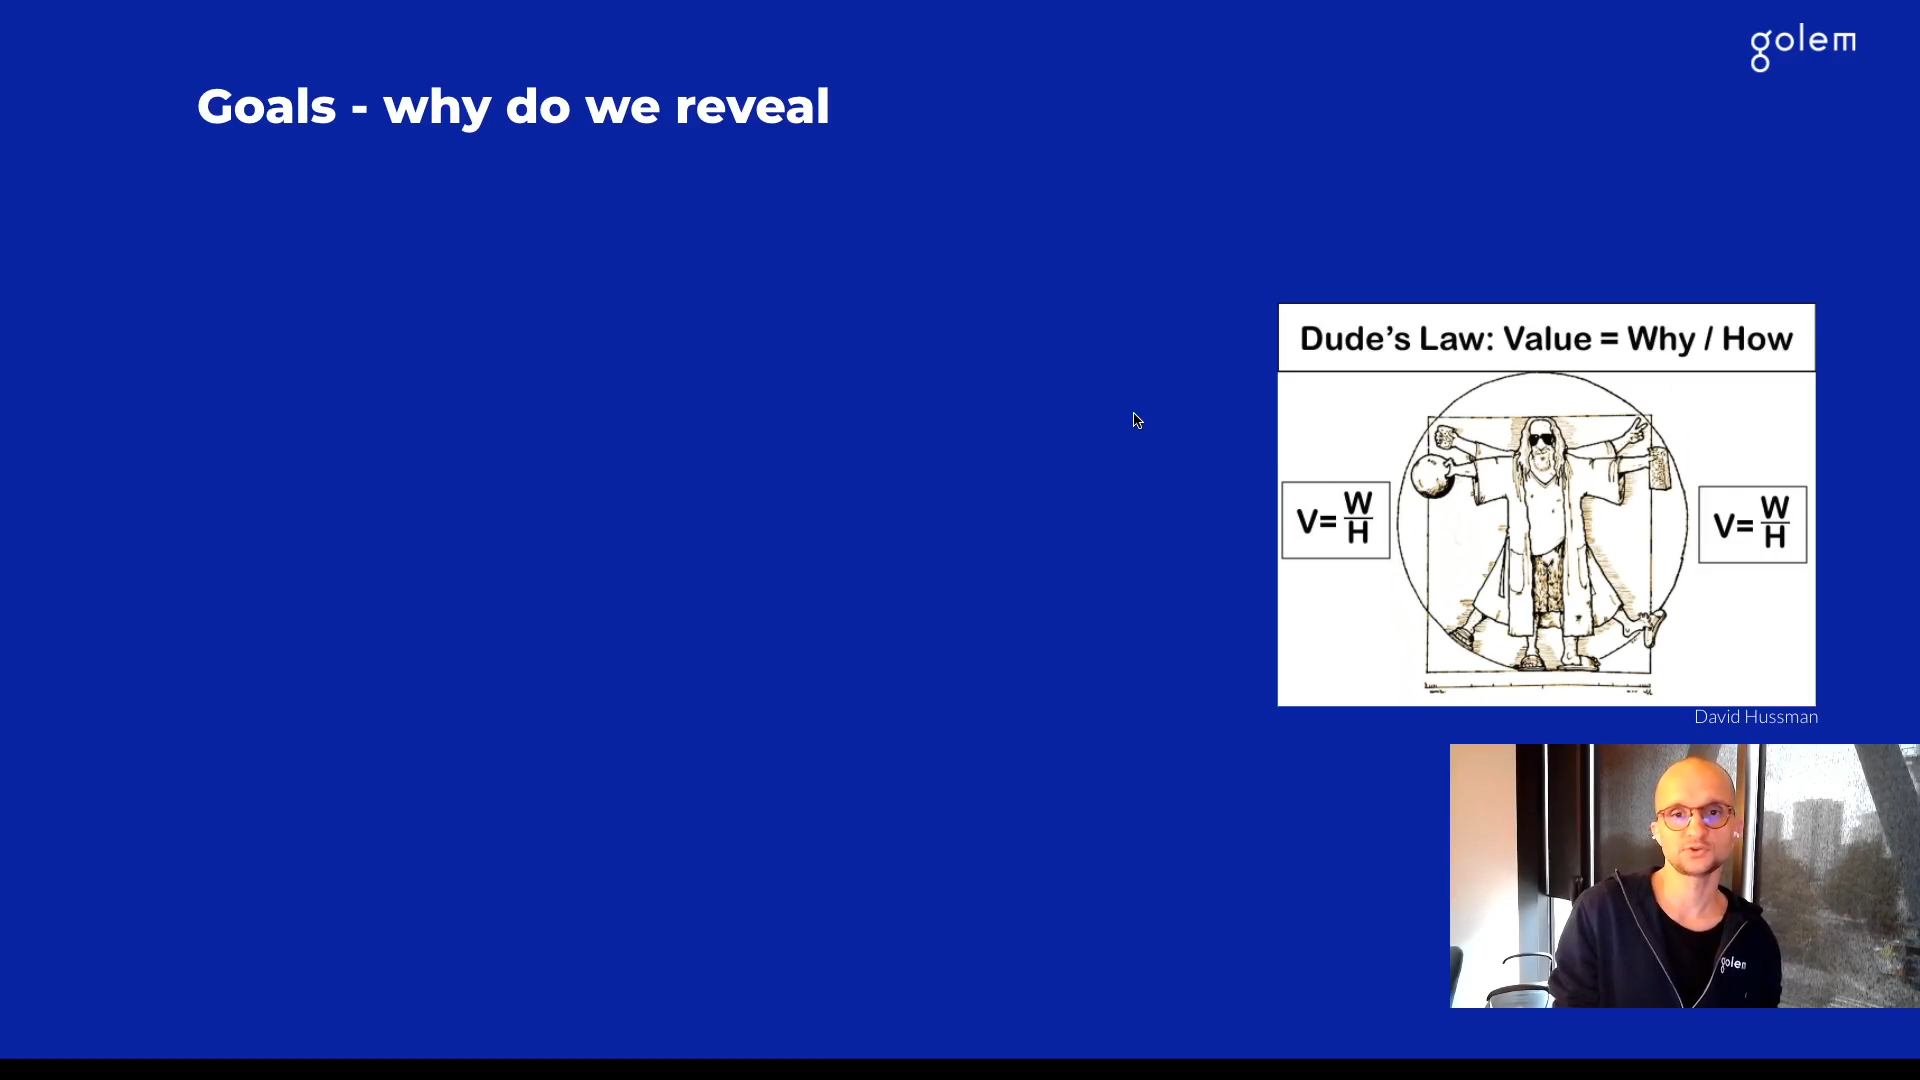 golem
Goals - why do we reveal
Dude’s Law: Value = Why / How
V= W
H
V= W
H
David Hussman
golem